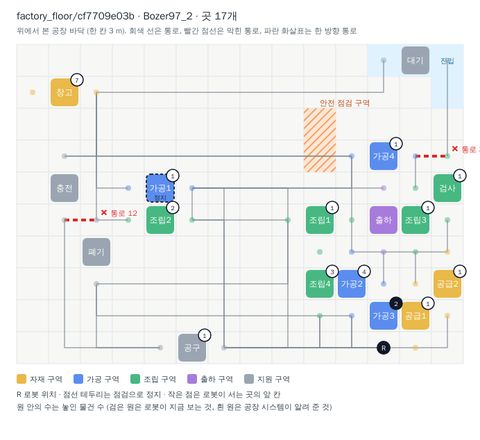 factory_floor/cf7709e03b · Bozer97_2 · 곳 17개
위에서 본 공장 바닥 (한 칸 3 m). 회색 선은 통로, 빨간 점선은 막힌 통로, 파란 화살표는 한 방향 통로
대기
진입
창고 7
안전 점검 구역
가공4 1
✖ 통로
충전
가공1 1
정지
검사 1
✖ 통로 12
조립2 2
조립1 1
출하
조립3 1
폐기
조립4 3
가공2 4
공급2 1
가공3 2
공급1 1
공구 1
R
자재 구역 가공 구역 조립 구역 출하 구역 지원 구역
R 로봇 위치 · 점선 테두리는 점검으로 정지 · 작은 점은 로봇이 서는 곳의 앞 칸
원 안의 수는 놓인 물건 수 (검은 원은 로봇이 지금 보는 것, 흰 원은 공장 시스템이 알려 준 것)